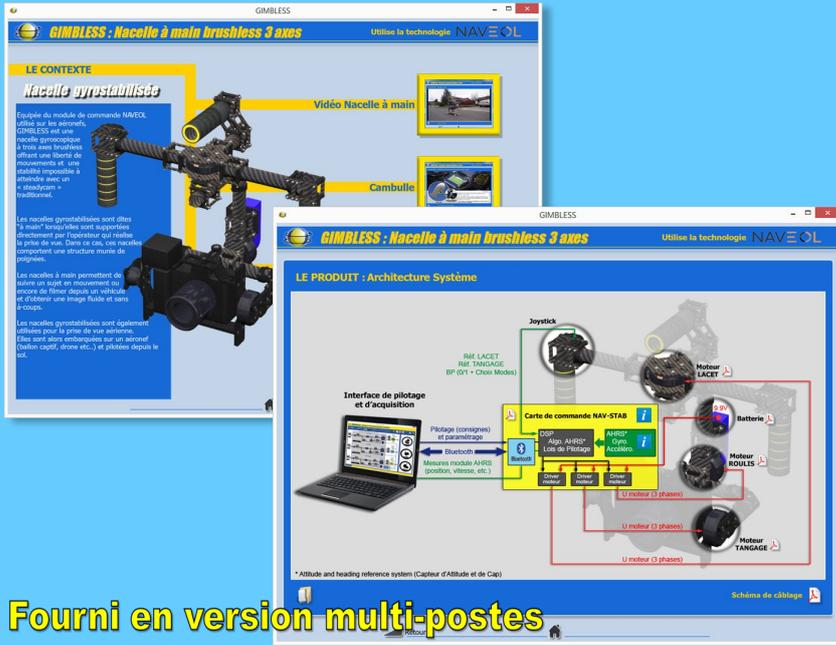 GIMBLESS
GIMBLESS : Nacelle à main brushless 3 axes
Utilise la technologie NAVEOL
LE CONTEXTE
Nacelle gyrostabilisée
Equipée du module de commande NAVEOL
utilisé sur les aéronefs,
GIMBLESS est une
nacelle gyroscopique
à trois axes brushless
offrant une liberté de
mouvements et une
stabilité impossible à
atteindre avec un
« steadycam »
traditionnel.
Les nacelles gyrostabilisées sont dites
"à main" lorsqu'elles sont supportées
directement par l'opérateur qui réalise
la prise de vue. Dans ce cas, ces nacelles
comportent une structure munie de
poignées.
Les nacelles à main permettent de
suivre un sujet en mouvement ou
encore de filmer depuis un véhicule
et d'obtenir une image fluide et sans
à-coups.
Les nacelles gyrostabilisées sont également
utilisées pour la prise de vue aérienne.
Elles sont alors embarquées sur un aéronef
(ballon captif, drone etc..) et pilotées depuis le
sol.
Vidéo Nacelle à main
Cambulle
GIMBLESS
GIMBLESS : Nacelle à main brushless 3 axes
Utilise la technologie NAVEOL
LE PRODUIT : Architecture Système
Joystick
Réf. LACET
Réf. TANGAGE
BP (0/1 + Choix Modes)
Moteur
LACET
Interface de pilotage
et d'acquisition
Carte de commande NAV-STAB
9.9V
Batterie
Pilotage (consignes)
et paramétrage
Bluetooth
Mesures module AHRS
(position, vitesse, etc.)
Bluetooth
DSP
Algo. AHRS*
Lois de Pilotage
AHRS*
Gyro.
Accéléro.
Driver
moteur
Driver
moteur
Driver
moteur
Moteur
ROULIS
U moteur (3 phases)
U moteur (3 phases)
Moteur
TANGAGE
U moteur (3 phases)
* Attitude and heading reference system (Capteur d'Attitude et de Cap)
Schéma de câblage
Fourni en version multi-postes
Retour